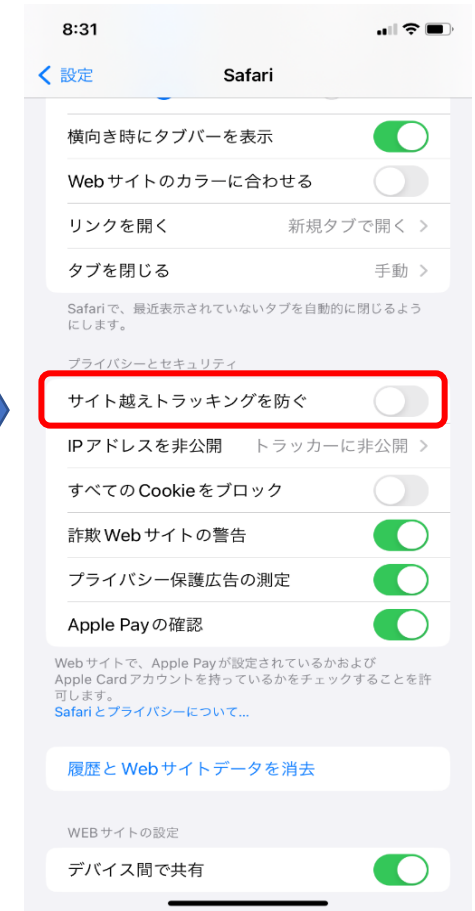 8:31
設定
Safari
横向き時にタブバーを表示
Webサイトのカラーに合わせる
リンクを開く 新規タブで開く
タブを閉じる 手動
Safariで、最近表示されていないタブを自動的に閉じるよう
にします。
プライバシーとセキュリティ
サイト越えトラッキングを防ぐ
IPアドレスを非公開 トラッカーに非公開
すべてのCookieをブロック
詐欺Webサイトの警告
プライバシー保護広告の測定
Apple Payの確認
Webサイトで、Apple Payが設定されているかおよび
Apple Cardアカウントを持っているかをチェックすることを許
可します。
Safariとプライバシーについて...
履歴とWebサイトデータを消去
WEBサイトの設定
デバイス間で共有